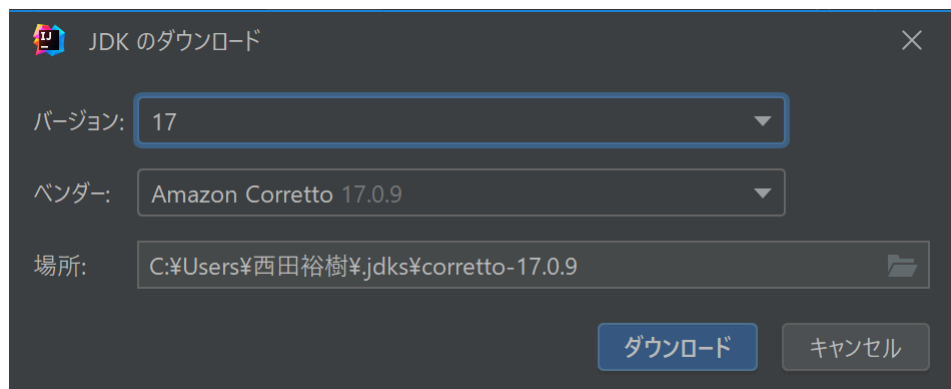 JDK のダウンロード
バージョン: 17
ベンダー: Amazon Corretto 17.0.9
場所: C:¥Users¥西田裕樹¥.jdks¥corretto-17.0.9
ダウンロード キャンセル